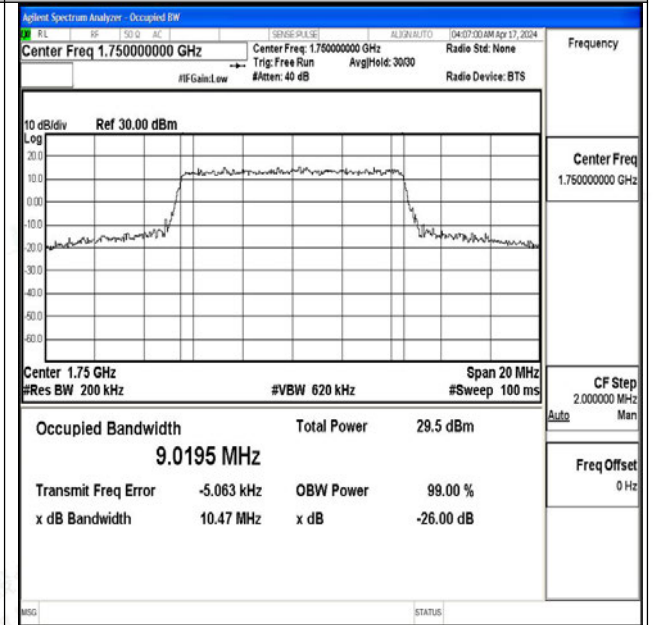 Agilent Spectrum Analyzer - Occupied BW
RL RF 50 Ω AC SENSE:PULSE ALIGNAUTO 04:07:00 AM Apr 17, 2024
Center Freq 1.750000000 GHz
Center Freq: 1.750000000 GHz
Radio Std: None
Trig: Free Run Avg|Hold: 30/30
#IFGain:Low
#Atten: 40 dB
Radio Device: BTS
Frequency
10 dB/div Ref 30.00 dBm
Log
20.0
10.0
0.00
-10.0
-20.0
-30.0
-40.0
-50.0
-60.0
Center 1.75 GHz
Span 20 MHz
#Res BW 200 kHz
#VBW 620 kHz
#Sweep 100 ms
Occupied Bandwidth
Total Power 29.5 dBm
9.0195 MHz
Transmit Freq Error -5.063 kHz
OBW Power 99.00 %
x dB Bandwidth 10.47 MHz
x dB -26.00 dB
Center Freq
1.750000000 GHz
CF Step
2.000000 MHz
Auto Man
Freq Offset
0 Hz
MSG
STATUS